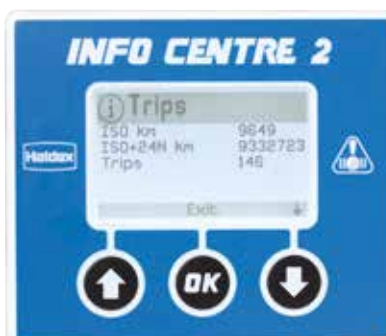 INFO CENTRE 2
i Trips
ISO km 9649
ISO+24N km 9332723
Trips 146
Haldex
Exit
OK